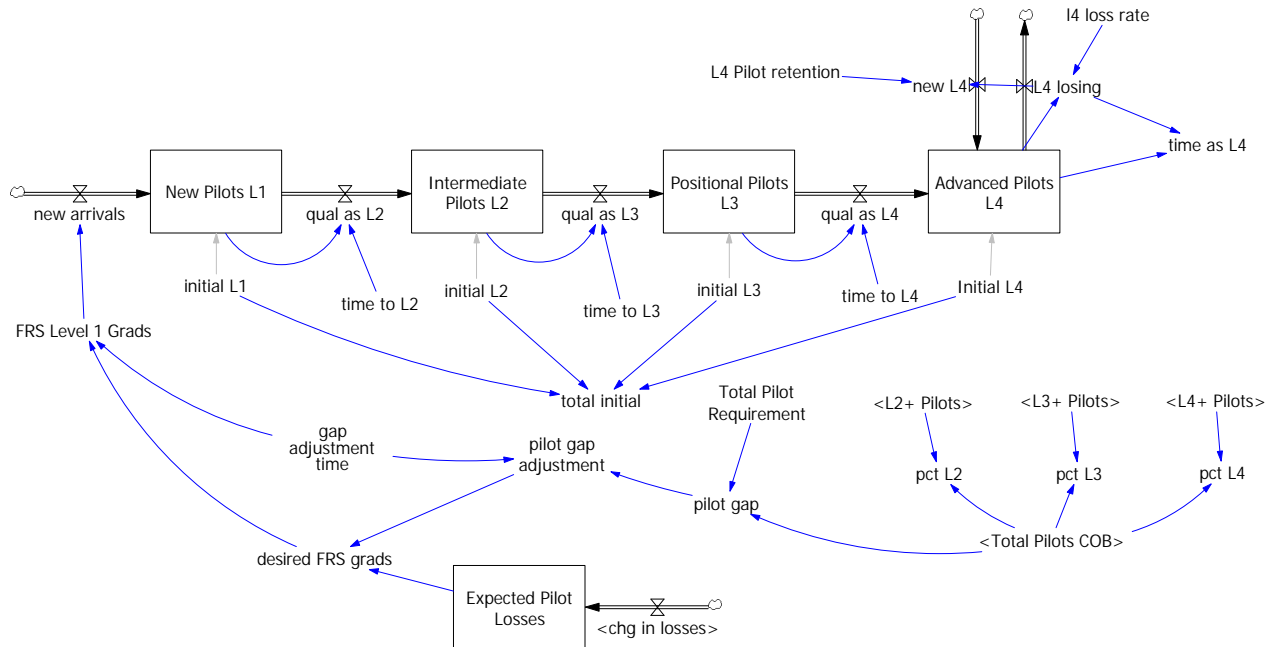 l4 loss rate
L4 Pilot retention
new L4
L4 losing
time as L4
New Pilots L1
Intermediate
Pilots L2
Positional Pilots
L3
Advanced Pilots
L4
new arrivals
qual as L2
qual as L3
qual as L4
initial L1
initial L2
initial L3
Initial L4
time to L2
time to L3
time to L4
FRS Level 1 Grads
total initial
Total Pilot
Requirement
<L2+ Pilots>
<L3+ Pilots>
<L4+ Pilots>
gap
adjustment
time
pilot gap
adjustment
pct L2
pct L3
pct L4
pilot gap
<Total Pilots COB>
desired FRS grads
Expected Pilot
Losses
<chg in losses>